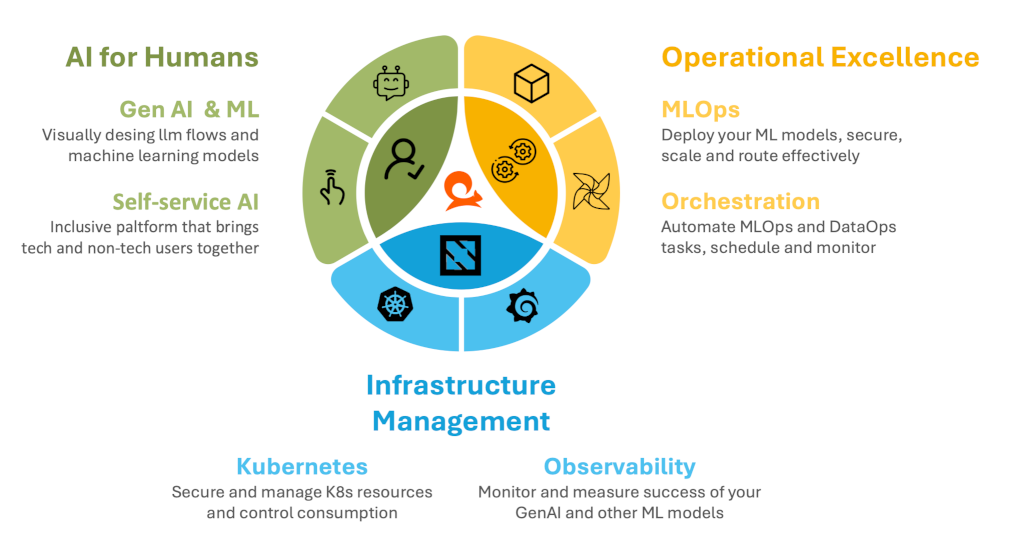 AI for Humans
Gen AI & ML
Visually desing llm flows and
machine learning models
Self-service AI
Inclusive paltform that brings
tech and non-tech users together
Operational Excellence
MLOps
Deploy your ML models, secure,
scale and route effectively
Orchestration
Automate MLOps and DataOps
tasks, schedule and monitor
Infrastructure
Management
Kubernetes
Secure and manage K8s resources
and control consumption
Observability
Monitor and measure success of your
GenAI and other ML models